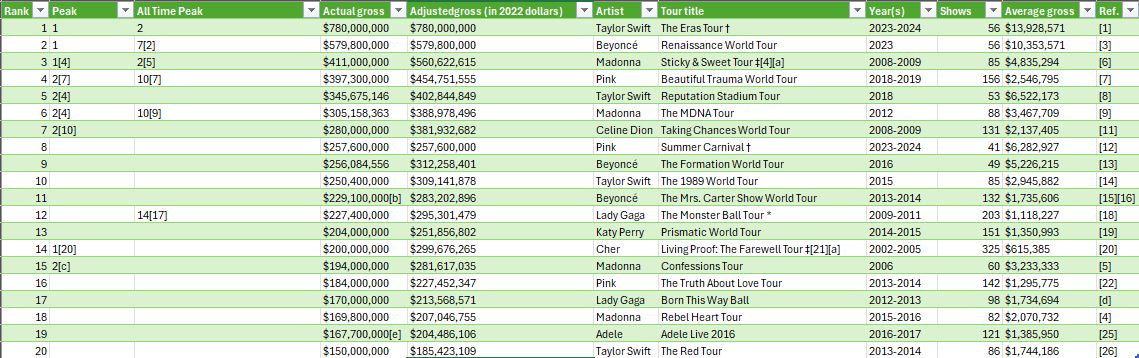 Rank Peak All Time Peak Actual gross Adjustedgross (in 2022 dollars) Artist Tour title Year(s) Shows Average gross Ref.
1 1 2 $780,000,000 $780,000,000 Taylor Swift The Eras Tour † 2023-2024 56 $13,928,571 [1]
2 1 7[2] $579,800,000 $579,800,000 Beyoncé Renaissance World Tour 2023 56 $10,353,571 [3]
3 1[4] 2[5] $411,000,000 $560,622,615 Madonna Sticky & Sweet Tour ‡[4][a] 2008-2009 85 $4,835,294 [6]
4 2[7] 10[7] $397,300,000 $454,751,555 Pink Beautiful Trauma World Tour 2018-2019 156 $2,546,795 [7]
5 2[4] $345,675,146 $402,844,849 Taylor Swift Reputation Stadium Tour 2018 53 $6,522,173 [8]
6 2[4] 10[9] $305,158,363 $388,978,496 Madonna The MDNA Tour 2012 88 $3,467,709 [9]
7 2[10] $280,000,000 $381,932,682 Celine Dion Taking Chances World Tour 2008-2009 131 $2,137,405 [11]
8 $257,600,000 $257,600,000 Pink Summer Carnival † 2023-2024 41 $6,282,927 [12]
9 $256,084,556 $312,258,401 Beyoncé The Formation World Tour 2016 49 $5,226,215 [13]
10 $250,400,000 $309,141,878 Taylor Swift The 1989 World Tour 2015 85 $2,945,882 [14]
11 $229,100,000[b] $283,202,896 Beyoncé The Mrs. Carter Show World Tour 2013-2014 132 $1,735,606 [15][16]
12 14[17] $227,400,000 $295,301,479 Lady Gaga The Monster Ball Tour * 2009-2011 203 $1,118,227 [18]
13 $204,000,000 $251,856,802 Katy Perry Prismatic World Tour 2014-2015 151 $1,350,993 [19]
14 1[20] $200,000,000 $299,676,265 Cher Living Proof: The Farewell Tour ‡[21][a] 2002-2005 325 $615,385 [20]
15 2[c] $194,000,000 $281,617,035 Madonna Confessions Tour 2006 60 $3,233,333 [5]
16 $184,000,000 $227,452,347 Pink The Truth About Love Tour 2013-2014 142 $1,295,775 [22]
17 $170,000,000 $213,568,571 Lady Gaga Born This Way Ball 2012-2013 98 $1,734,694 [d]
18 $169,800,000 $207,046,755 Madonna Rebel Heart Tour 2015-2016 82 $2,070,732 [4]
19 $167,700,000[e] $204,486,106 Adele Adele Live 2016 2016-2017 121 $1,385,950 [25]
20 $150,000,000 $185,423,109 Taylor Swift The Red Tour 2013-2014 86 $1,744,186 [26]